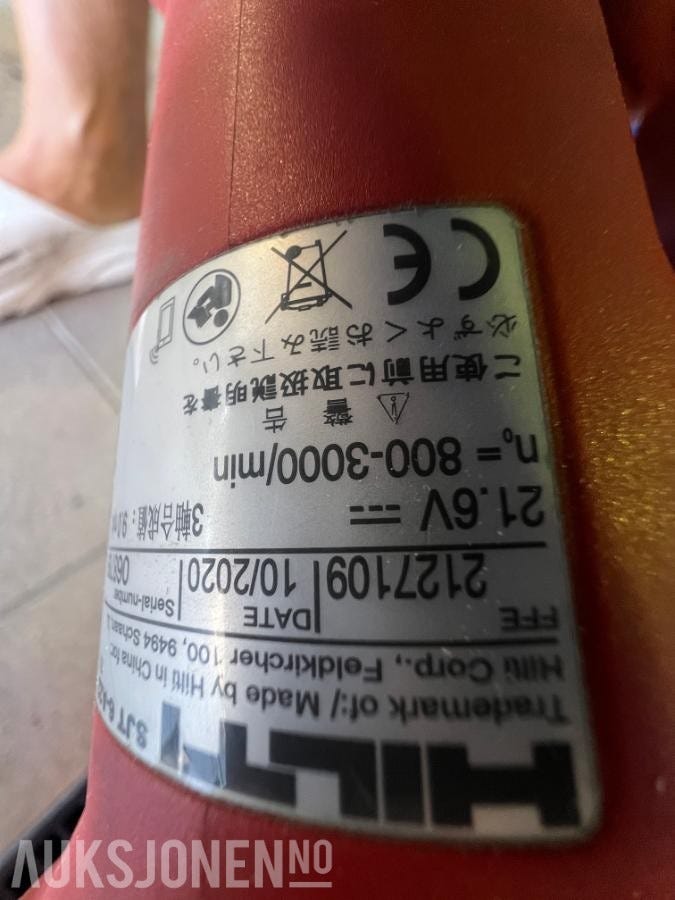 HILTI
SJT 6-A22
Trademark of:/ Made by Hilti in China for:
Hilti Corp., Feldkircher 100, 9494 Schaan,
FFE DATE Serial-number
2127109 10/2020
21.6V 3軸合成値:
n₀= 800-3000/min
警告
ご使用前に取扱説明書を
必ずよくお読み下さい。
CE
AUKSJONEN.NO